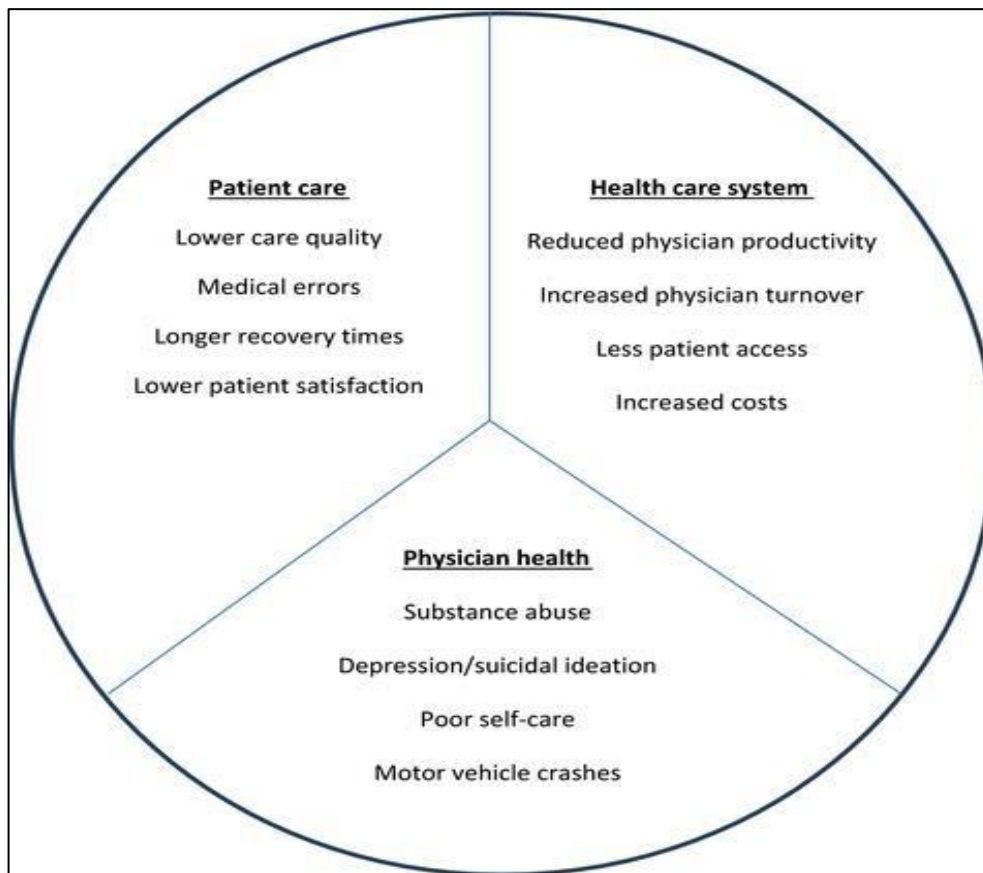 Patient care
Lower care quality
Medical errors
Longer recovery times
Lower patient satisfaction
Health care system
Reduced physician productivity
Increased physician turnover
Less patient access
Increased costs
Physician health
Substance abuse
Depression/suicidal ideation
Poor self-care
Motor vehicle crashes